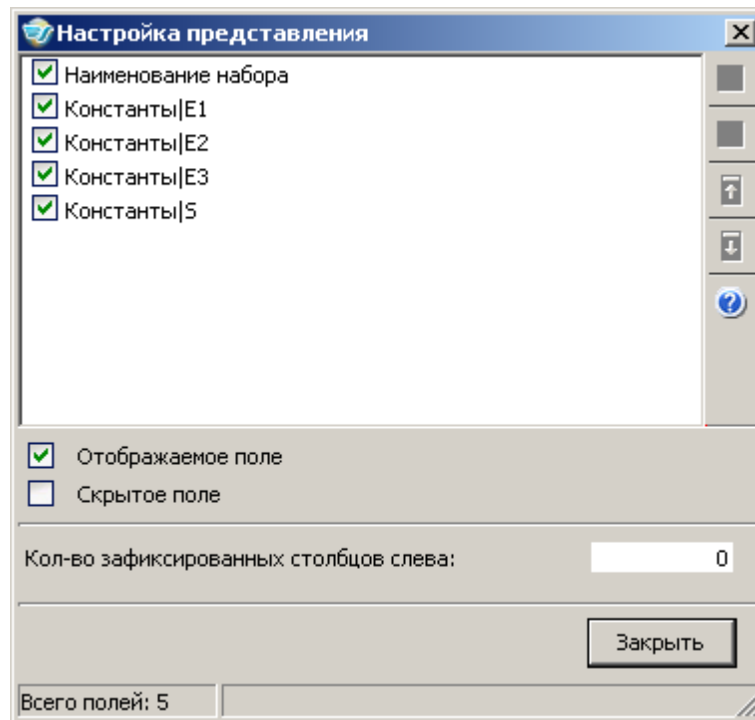 Настройка представления
Наименование набора
Константы|E1
Константы|E2
Константы|E3
Константы|S
Отображаемое поле
Скрытое поле
Кол-во зафиксированных столбцов слева: 0
Закрыть
Всего полей: 5